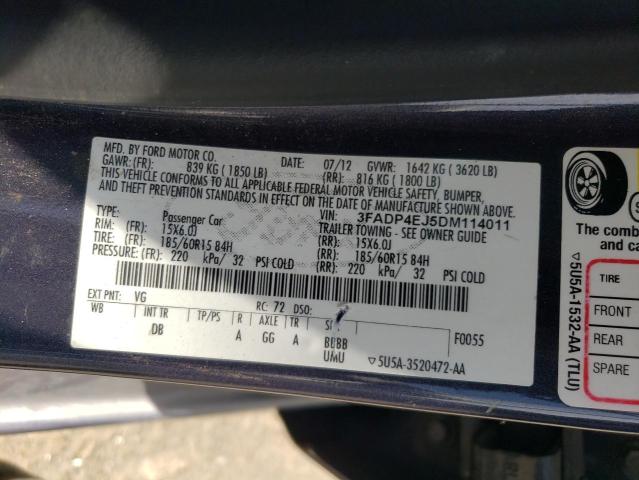 MFD. BY FORD MOTOR CO.
DATE: 07/12 GVWR: 1642 KG ( 3620 LB)
GAWR: (FR): 839 KG ( 1850 LB) (RR): 816 KG ( 1800 LB)
THIS VEHICLE CONFORMS TO ALL APPLICABLE FEDERAL MOTOR VEHICLE SAFETY, BUMPER,
AND THEFT PREVENTION STANDARDS IN EFFECT ON THE DATE OF MANUFACTURE SHOWN ABOVE.
VIN: 3FADP4EJ5DM114011
TYPE: Passenger Car TRAILER TOWING - SEE OWNER GUIDE
RIM: (FR): 15X6.0J (RR): 15X6.0J
TIRE: (FR): 185/60R15 84H (RR): 185/60R15 84H
PRESSURE: (FR): 220 kPa/ 32 PSI COLD (RR): 220 kPa/ 32 PSI COLD
EXT PNT: VG RC: 72 DSO:
WB INT TR TP/PS R AXLE TR F0055
DB A GG A BBBB
UMU ▽5U5A-3520472-AA
The comb
and ca
TIRE
FRONT
REAR
SPARE
▽5U5A-1532-AA (TLU)